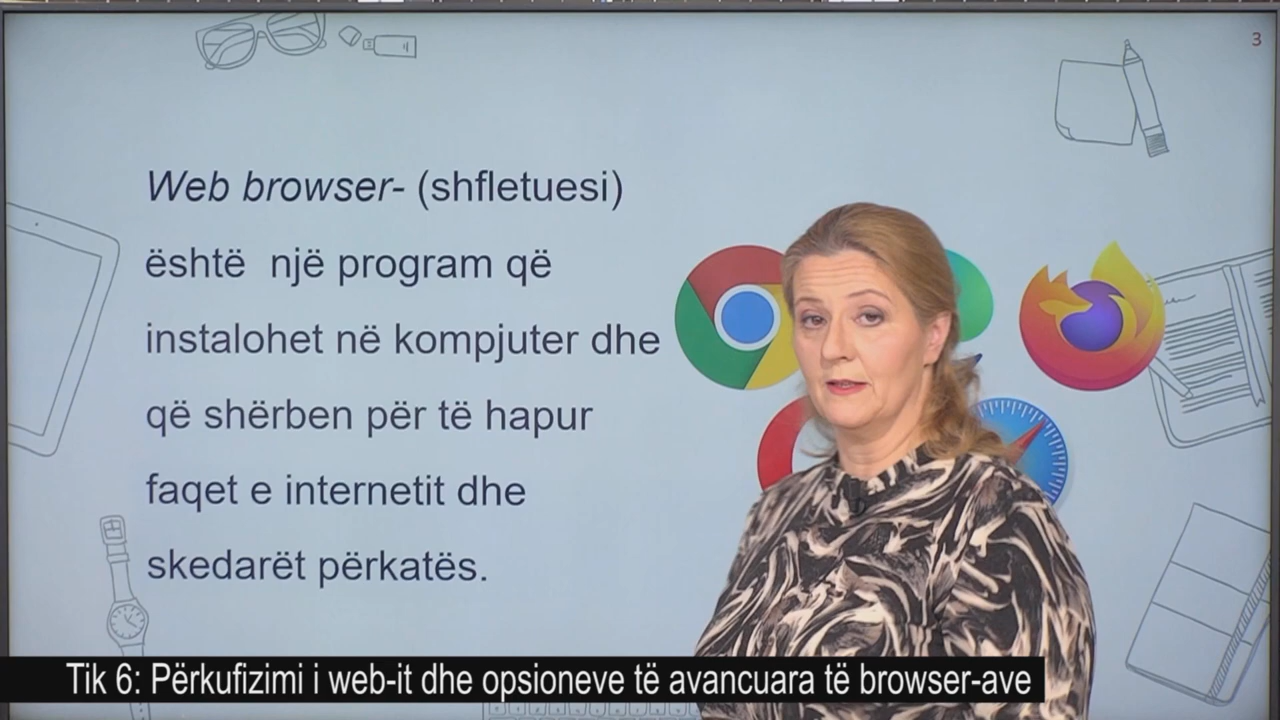 3
Web browser- (shfletuesi)
është një program që
instalohet në kompjuter dhe
që shërben për të hapur
faqet e internetit dhe
skedarët përkatës.
Tik 6: Përkufizimi i web-it dhe opsioneve të avancuara të browser-ave